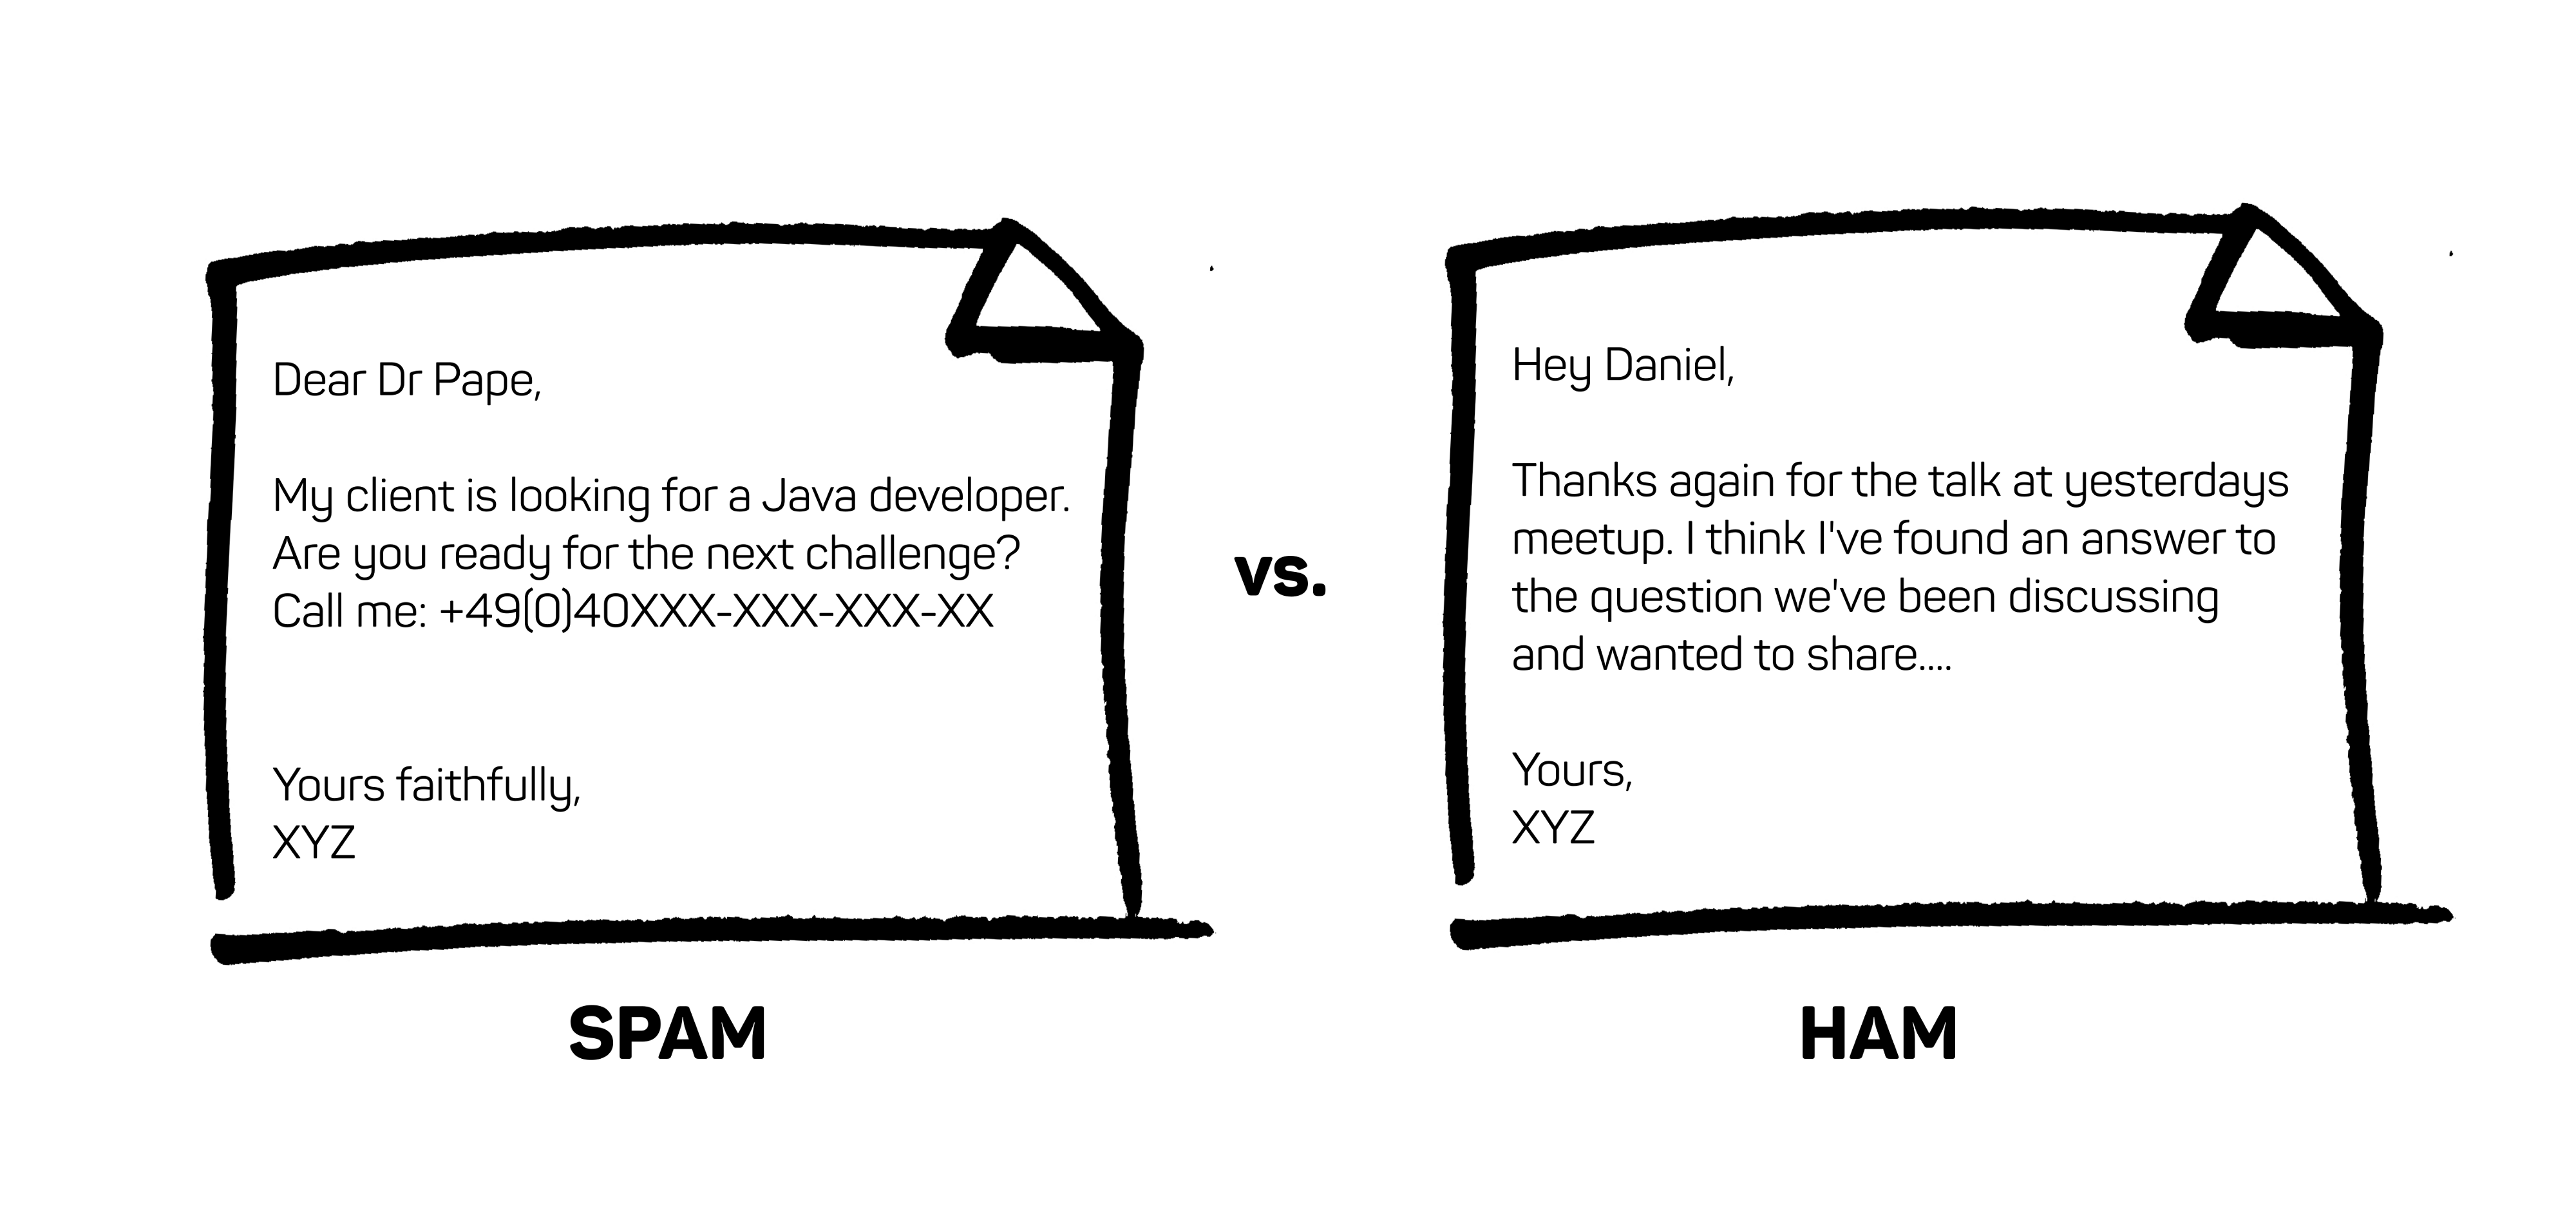 Dear Dr Pape,
My client is looking for a Java developer.
Are you ready for the next challenge?
Call me: +49(0)40XXX-XXX-XXX-XX
Yours faithfully,
XYZ
SPAM
vs.
Hey Daniel,
Thanks again for the talk at yesterdays
meetup. I think I've found an answer to
the question we've been discussing
and wanted to share....
Yours,
XYZ
HAM